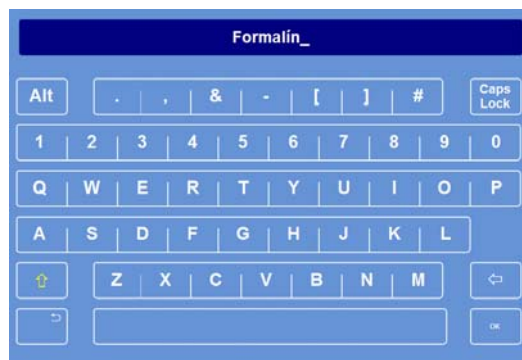 Formalín_
Alt . , & - [ ] # Caps Lock
1 2 3 4 5 6 7 8 9 0
Q W E R T Y U I O P
A S D F G H J K L
Z X C V B N M
OK